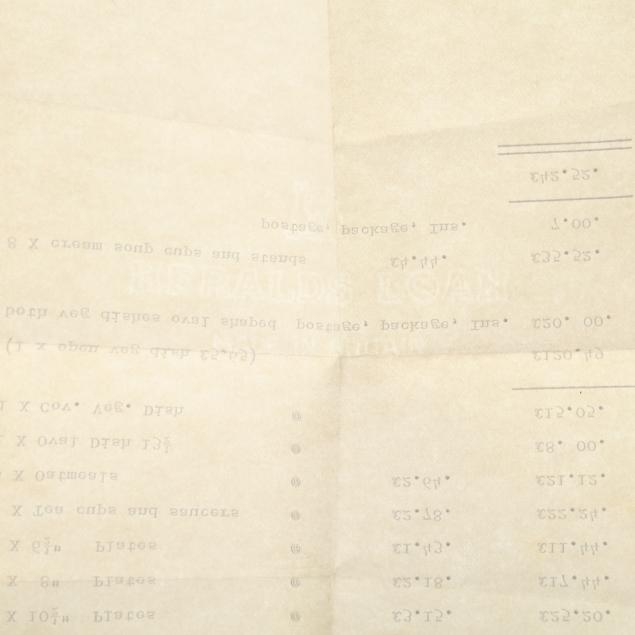 X 10½" Plates @ £3.15. £25.20.
X 8" Plates @ £2.18. £17.44.
X 6½" Plates @ £1.43. £11.44.
X Tea cups and saucers @ £2.78. £22.24.
X Oatmeals @ £2.64. £21.12.
X Oval Dish 13½ @ £8. 00.
1 X Cov. Veg. Dish @ £15.05.
(1 x open veg dish £5.65) £120.49
both veg dishes oval shaped postage, package, Ins. £20. 00.
8 X cream soup cups and stands £4.44. £35.52.
postage, package, Ins. 7.00.
£42.52.